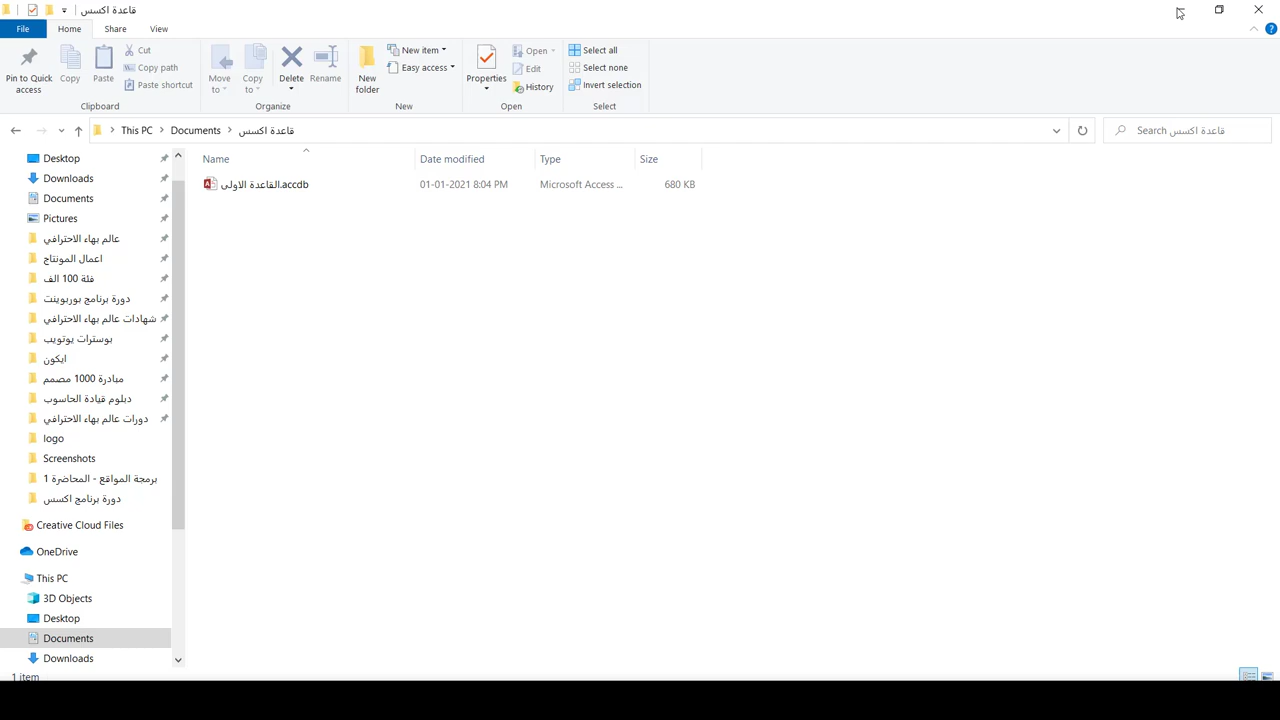 قاعدة اكسس
File Home Share View
Pin to Quick access
Copy
Paste
Cut
Copy path
Paste shortcut
Clipboard
Move to
Copy to
Delete
Rename
Organize
New folder
New item
Easy access
New
Properties
Open
Edit
History
Open
Select all
Select none
Invert selection
Select
This PC > Documents > قاعدة اكسس
Search قاعدة اكسس
Name Date modified Type Size
القاعدة الاولى.accdb 01-01-2021 8:04 PM Microsoft Access ... 680 KB
Desktop
Downloads
Documents
Pictures
عالم بهاء الاحترافي
اعمال المونتاج
فئة 100 الف
دورة برنامج بوربوينت
شهادات عالم بهاء الاحترافي
بوسترات يوتويب
ايكون
مبادرة 1000 مصمم
دبلوم قيادة الحاسوب
دورات عالم بهاء الاحترافي
logo
Screenshots
برمجة المواقع - المحاضرة 1
دورة برنامج اكسس
Creative Cloud Files
OneDrive
This PC
3D Objects
Desktop
Documents
Downloads
1 item